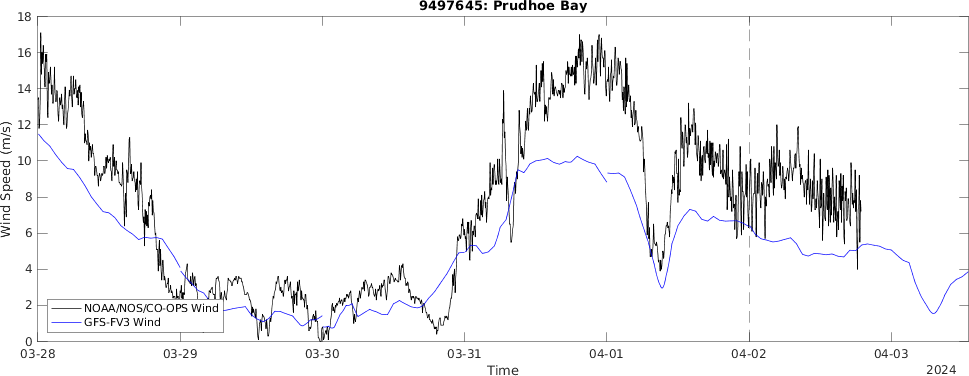 9497645: Prudhoe Bay
18
16
14
12
10
8
6
4
2
0
Wind Speed (m/s)
NOAA/NOS/CO-OPS Wind
GFS-FV3 Wind
03-28 03-29 03-30 03-31 04-01 04-02 04-03
Time
2024